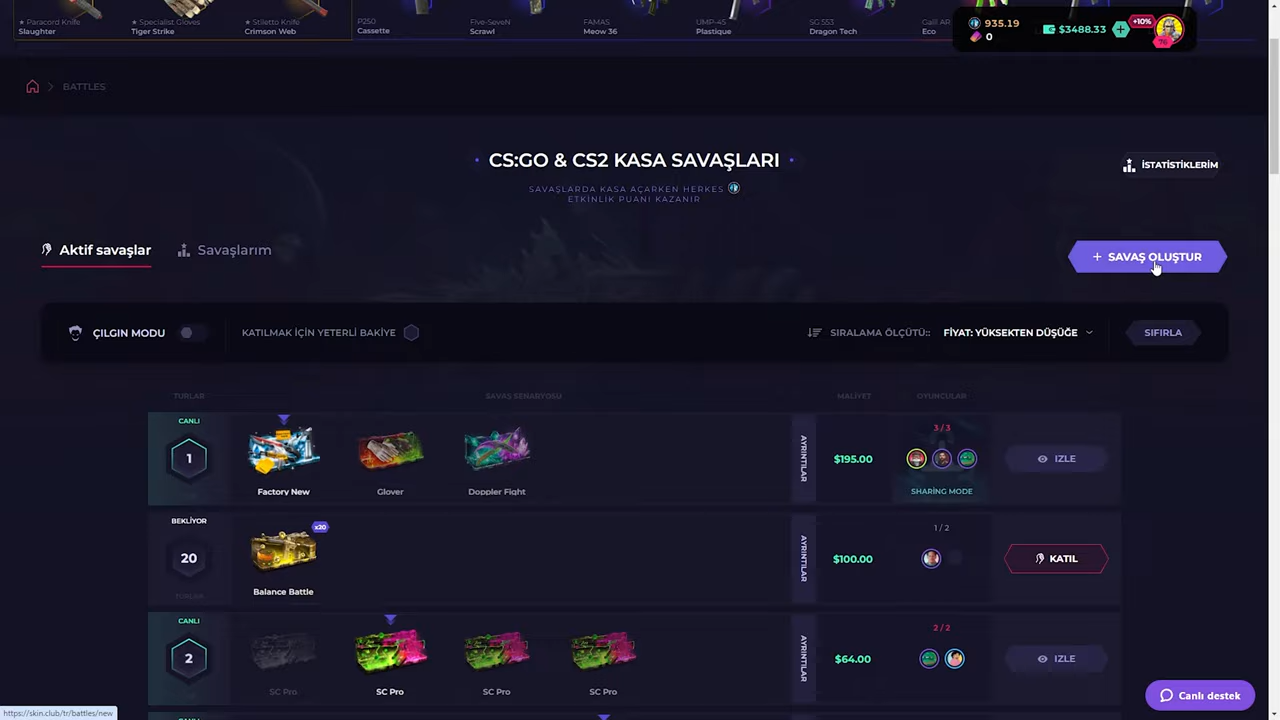 ★ Paracord Knife
Slaughter
★ Specialist Gloves
Tiger Strike
★ Stiletto Knife
Crimson Web
P250
Cassette
Five-SeveN
Scrawl
FAMAS
Meow 36
UMP-45
Plastique
SG 553
Dragon Tech
Galil AR
Eco
935.19
0
$3488.33
+10%
BATTLES
CS:GO & CS2 KASA SAVAŞLARI
SAVAŞLARDA KASA AÇARKEN HERKES
ETKİNLİK PUANI KAZANIR
İSTATİSTİKLERİM
Aktif savaşlar
Savaşlarım
+ SAVAŞ OLUŞTUR
ÇILGIN MODU
KATILMAK İÇİN YETERLİ BAKİYE
SIRALAMA ÖLÇÜTÜ::
FİYAT: YÜKSEKTEN DÜŞÜĞE
SIFIRLA
TURLAR
SAVAŞ SENARYOSU
MALİYET
OYUNCULAR
CANLI
1
Factory New
Glover
Doppler Fight
AYRINTILAR
$195.00
3 / 3
SHARING MODE
IZLE
BEKLİYOR
20
TURLAR
x20
Balance Battle
AYRINTILAR
$100.00
1 / 2
KATIL
CANLI
2
SC Pro
SC Pro
SC Pro
SC Pro
AYRINTILAR
$64.00
2 / 2
IZLE
Canlı destek
https://skin.club/tr/battles/new